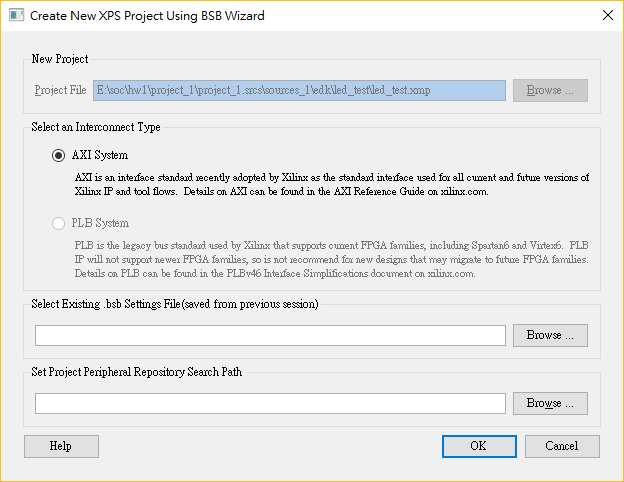 Create New XPS Project Using BSB Wizard
New Project
Project File
E:\soc\hw1\project_1\project_1.srcs\sources_1\edk\led_test\led_test.xmp
Browse ...
Select an Interconnect Type
AXI System
AXI is an interface standard recently adopted by Xilinx as the standard interface used for all current and future versions of
Xilinx IP and tool flows. Details on AXI can be found in the AXI Reference Guide on xilinx.com.
PLB System
PLB is the legacy bus standard used by Xilinx that supports current FPGA families, including Spartan6 and Virtex6. PLB
IP will not support newer FPGA families, so is not recommend for new designs that may migrate to future FPGA families.
Details on PLB can be found in the PLBv46 Interface Simplifications document on xilinx.com.
Select Existing .bsb Settings File(saved from previous session)
Browse ...
Set Project Peripheral Repository Search Path
Browse ...
Help
OK
Cancel